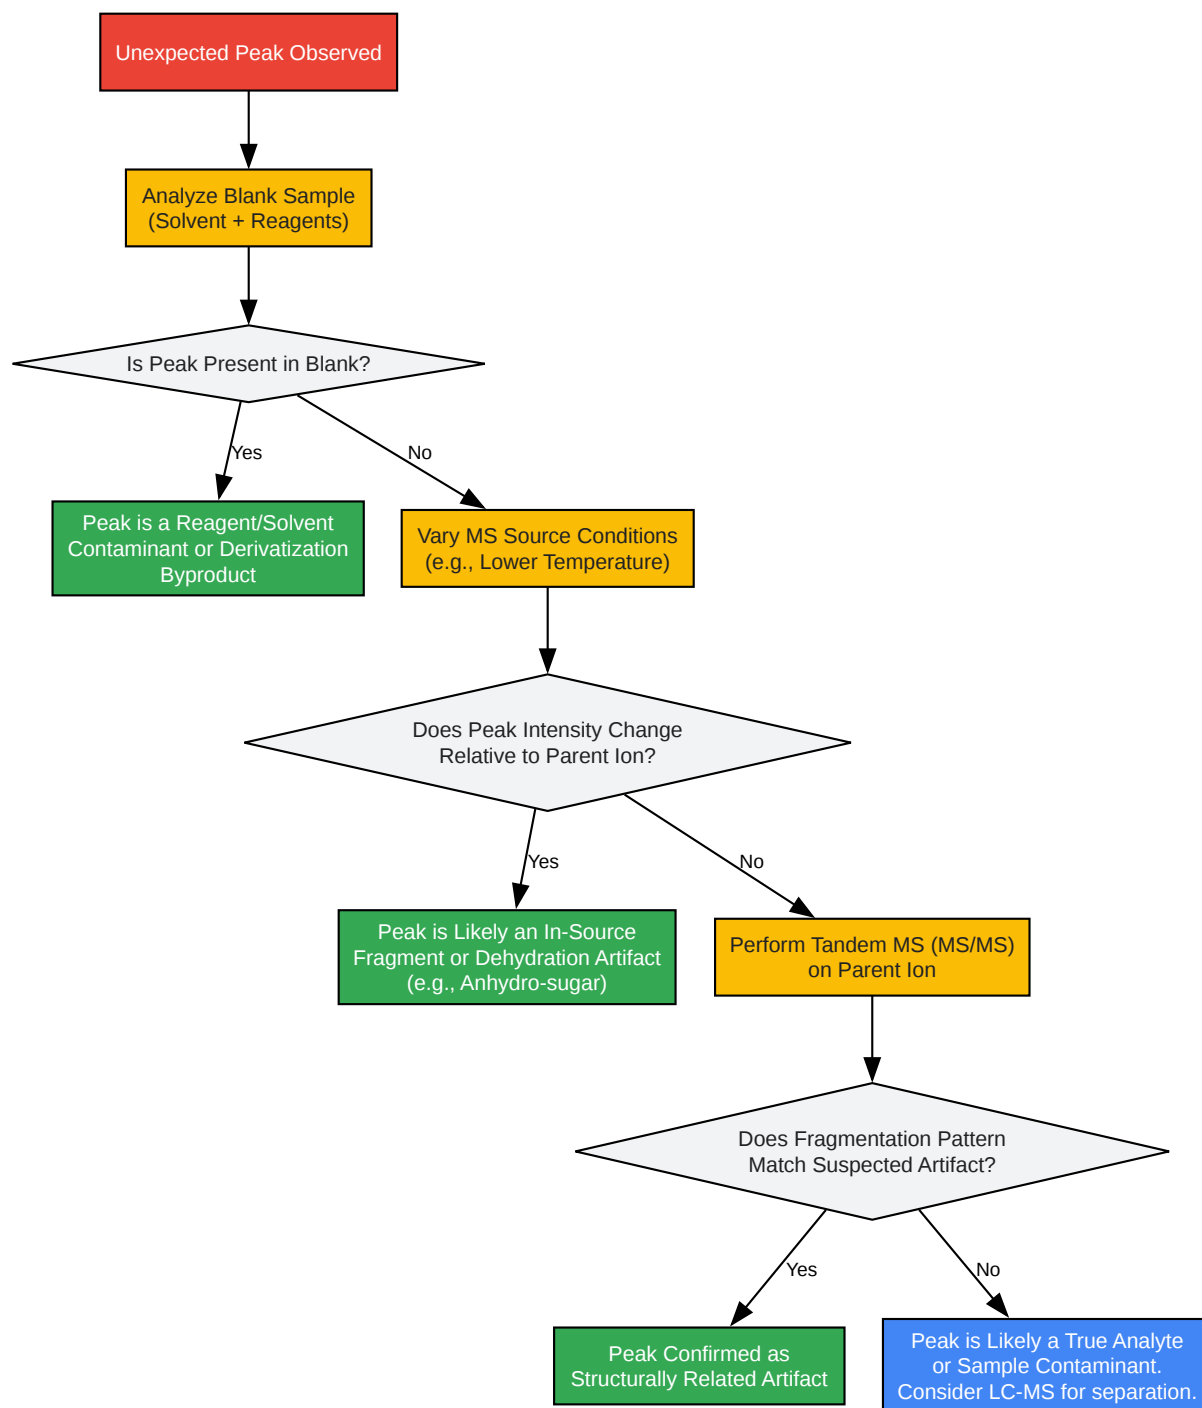 Unexpected Peak Observed
Analyze Blank Sample
(Solvent + Reagents)
Is Peak Present in Blank?
Yes
No
Peak is a Reagent/Solvent
Contaminant or Derivatization
Byproduct
Vary MS Source Conditions
(e.g., Lower Temperature)
Does Peak Intensity Change
Relative to Parent Ion?
Yes
No
Peak is Likely an In-Source
Fragment or Dehydration Artifact
(e.g., Anhydro-sugar)
Perform Tandem MS (MS/MS)
on Parent Ion
Does Fragmentation Pattern
Match Suspected Artifact?
Yes
No
Peak Confirmed as
Structurally Related Artifact
Peak is Likely a True Analyte
or Sample Contaminant.
Consider LC-MS for separation.